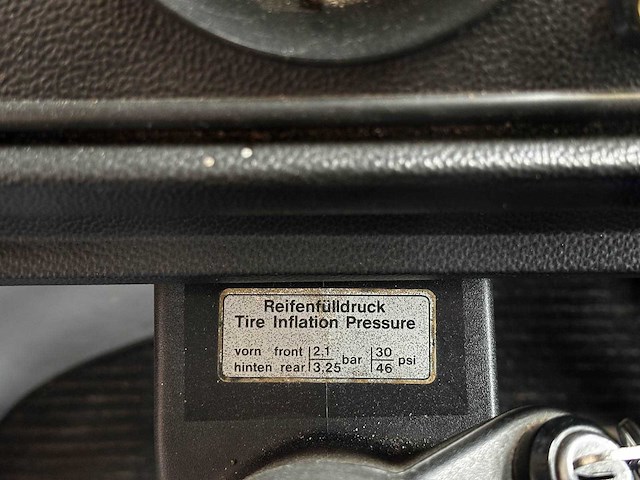 Reifenfülldruck
Tire Inflation Pressure
vorn front 2,1 bar 30 psi
hinten rear 3,25 46